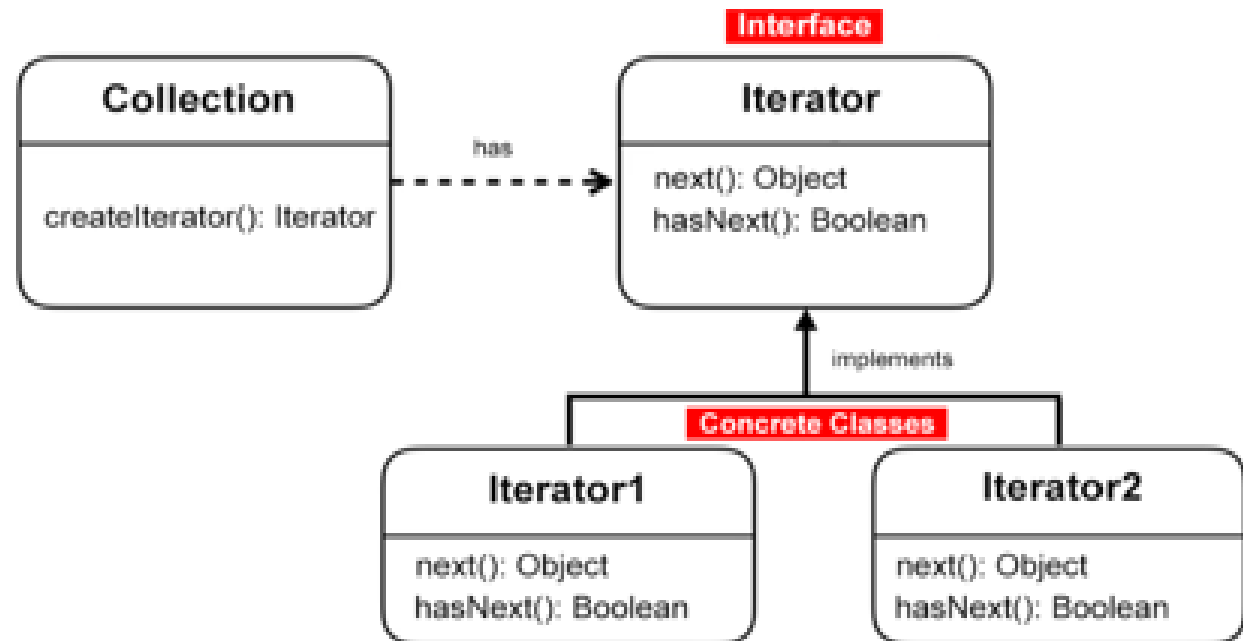 Interface
Collection
Iterator
has
createIterator(): Iterator
next(): Object
hasNext(): Boolean
implements
Concrete Classes
Iterator1
next(): Object
hasNext(): Boolean
Iterator2
next(): Object
hasNext(): Boolean